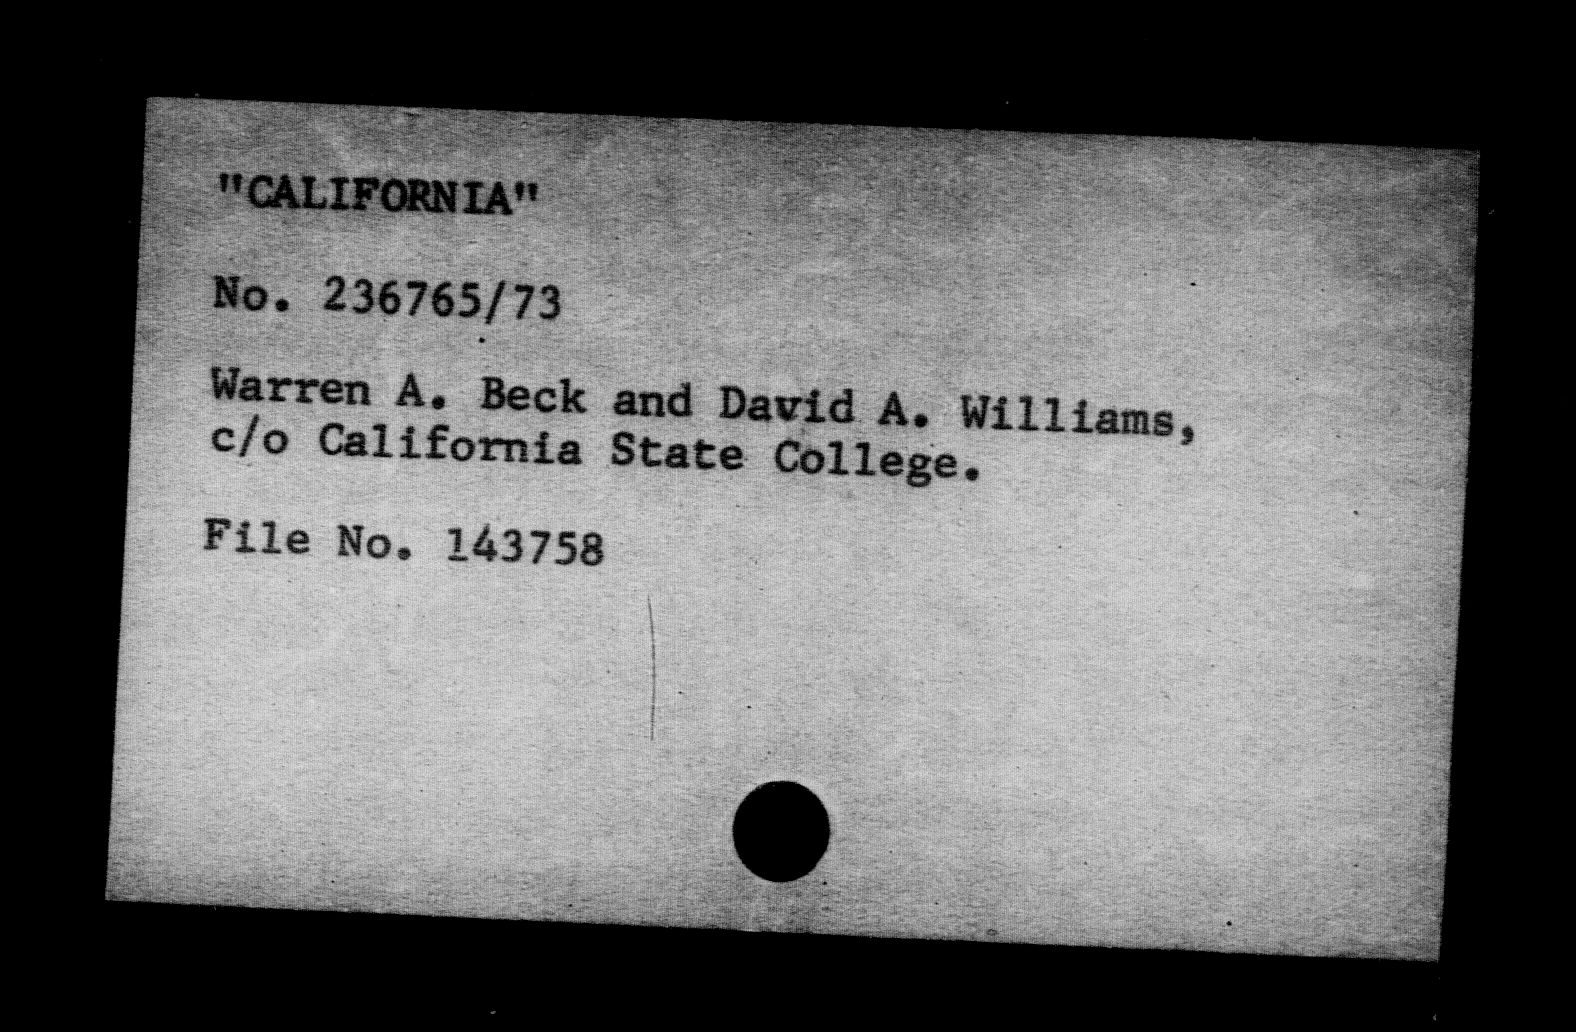 "CALIFORNIA"
No. 236765/73
Warren A. Beck and David A. Williams,
c/o California State College.
File No. 143758